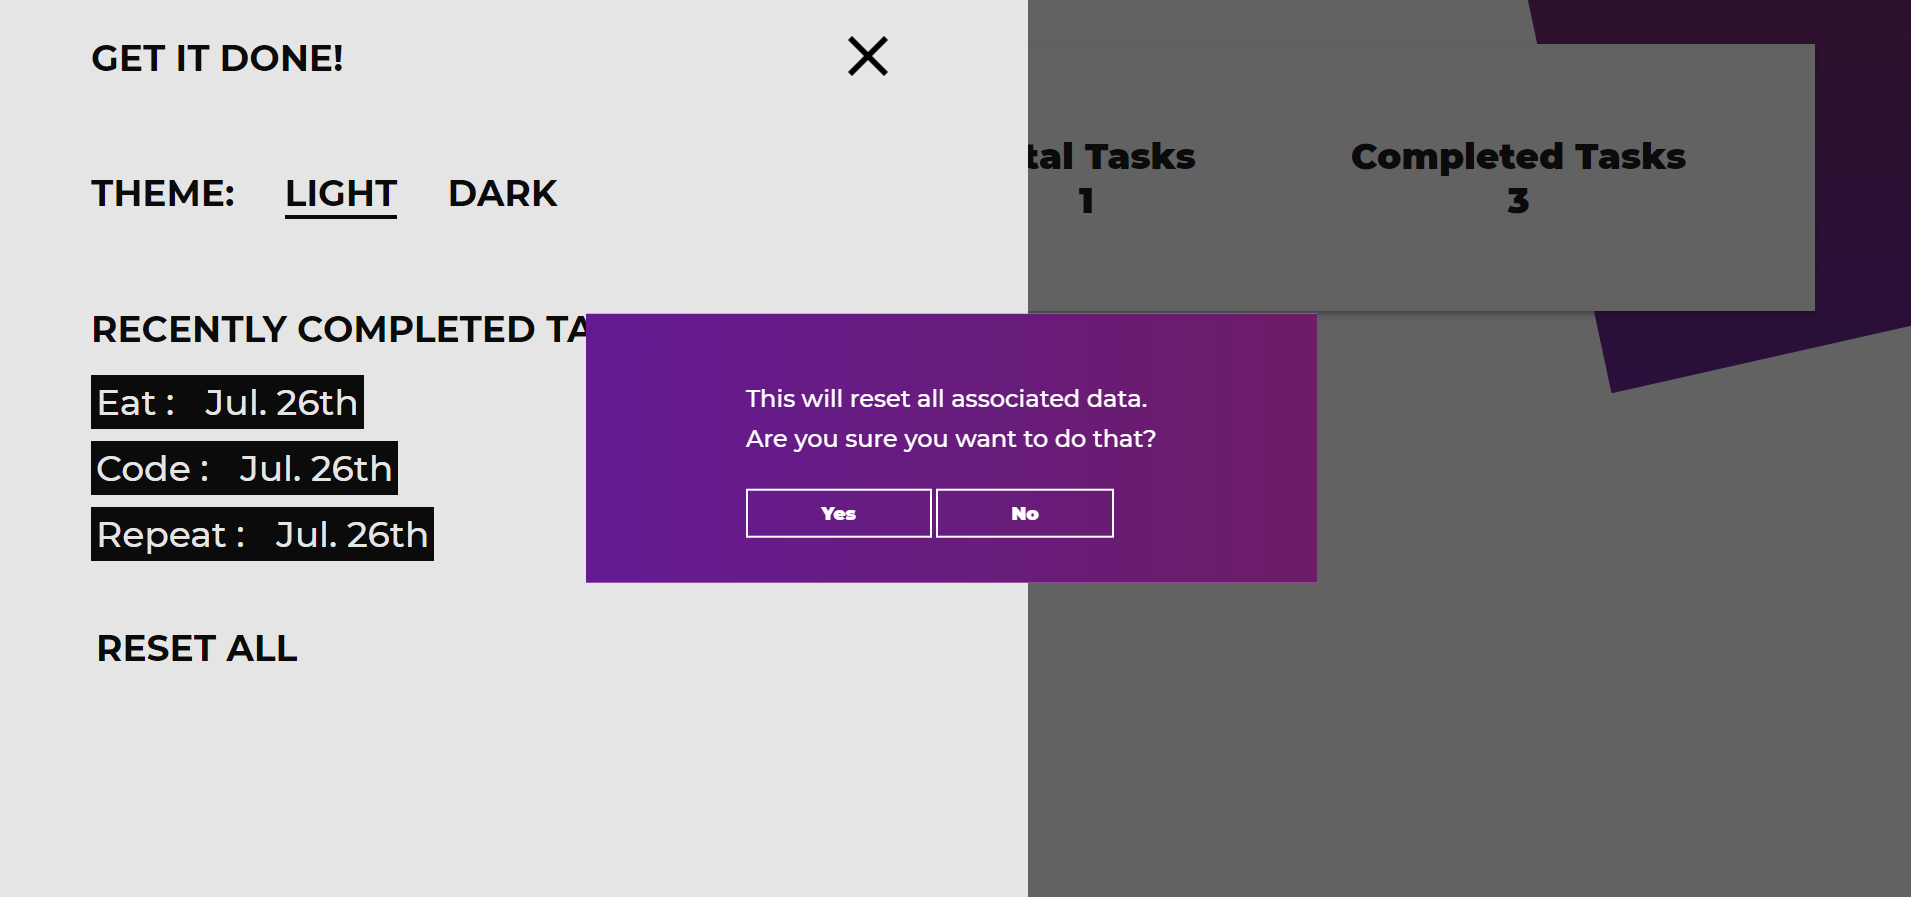 GET IT DONE!
THEME: LIGHT DARK
RECENTLY COMPLETED
Eat : Jul. 26th
Code : Jul. 26th
Repeat : Jul. 26th
RESET ALL
Tasks
1
Completed Tasks
3
This will reset all associated data.
Are you sure you want to do that?
Yes No